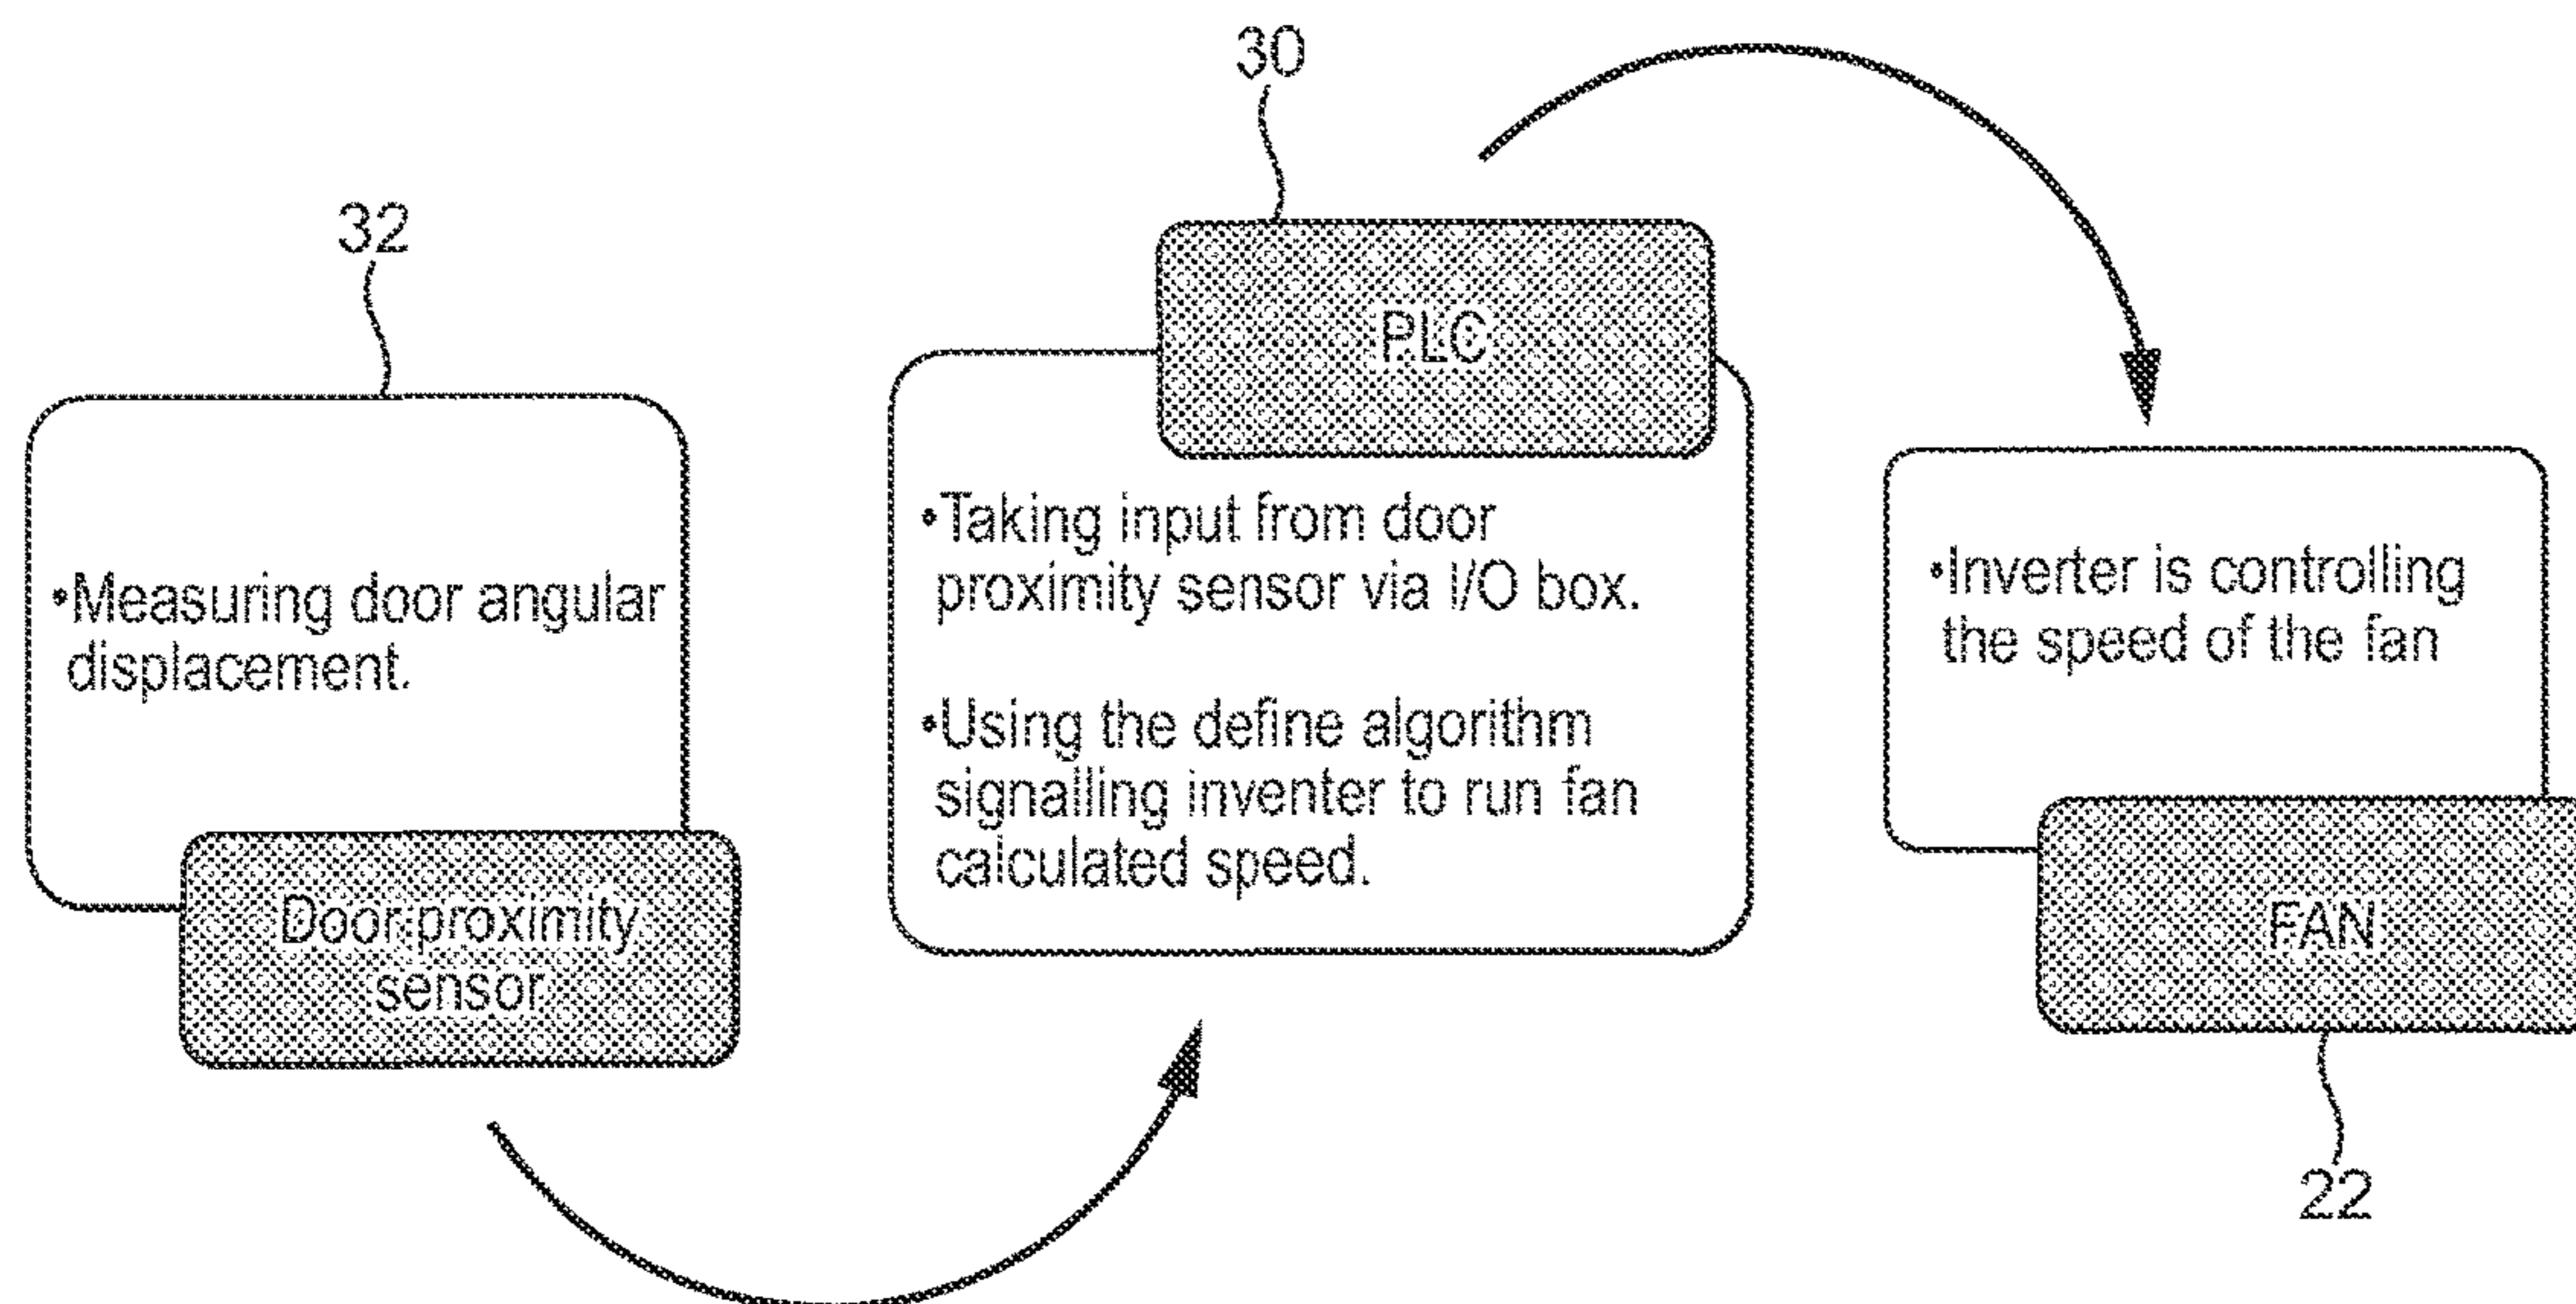 32
•Measuring door angular
displacement.
Door proximity
sensor
30
PLC
•Taking input from door
proximity sensor via I/O box.
•Using the define algorithm
signalling inventer to run fan
calculated speed.
•Inverter is controlling
the speed of the fan
FAN
22